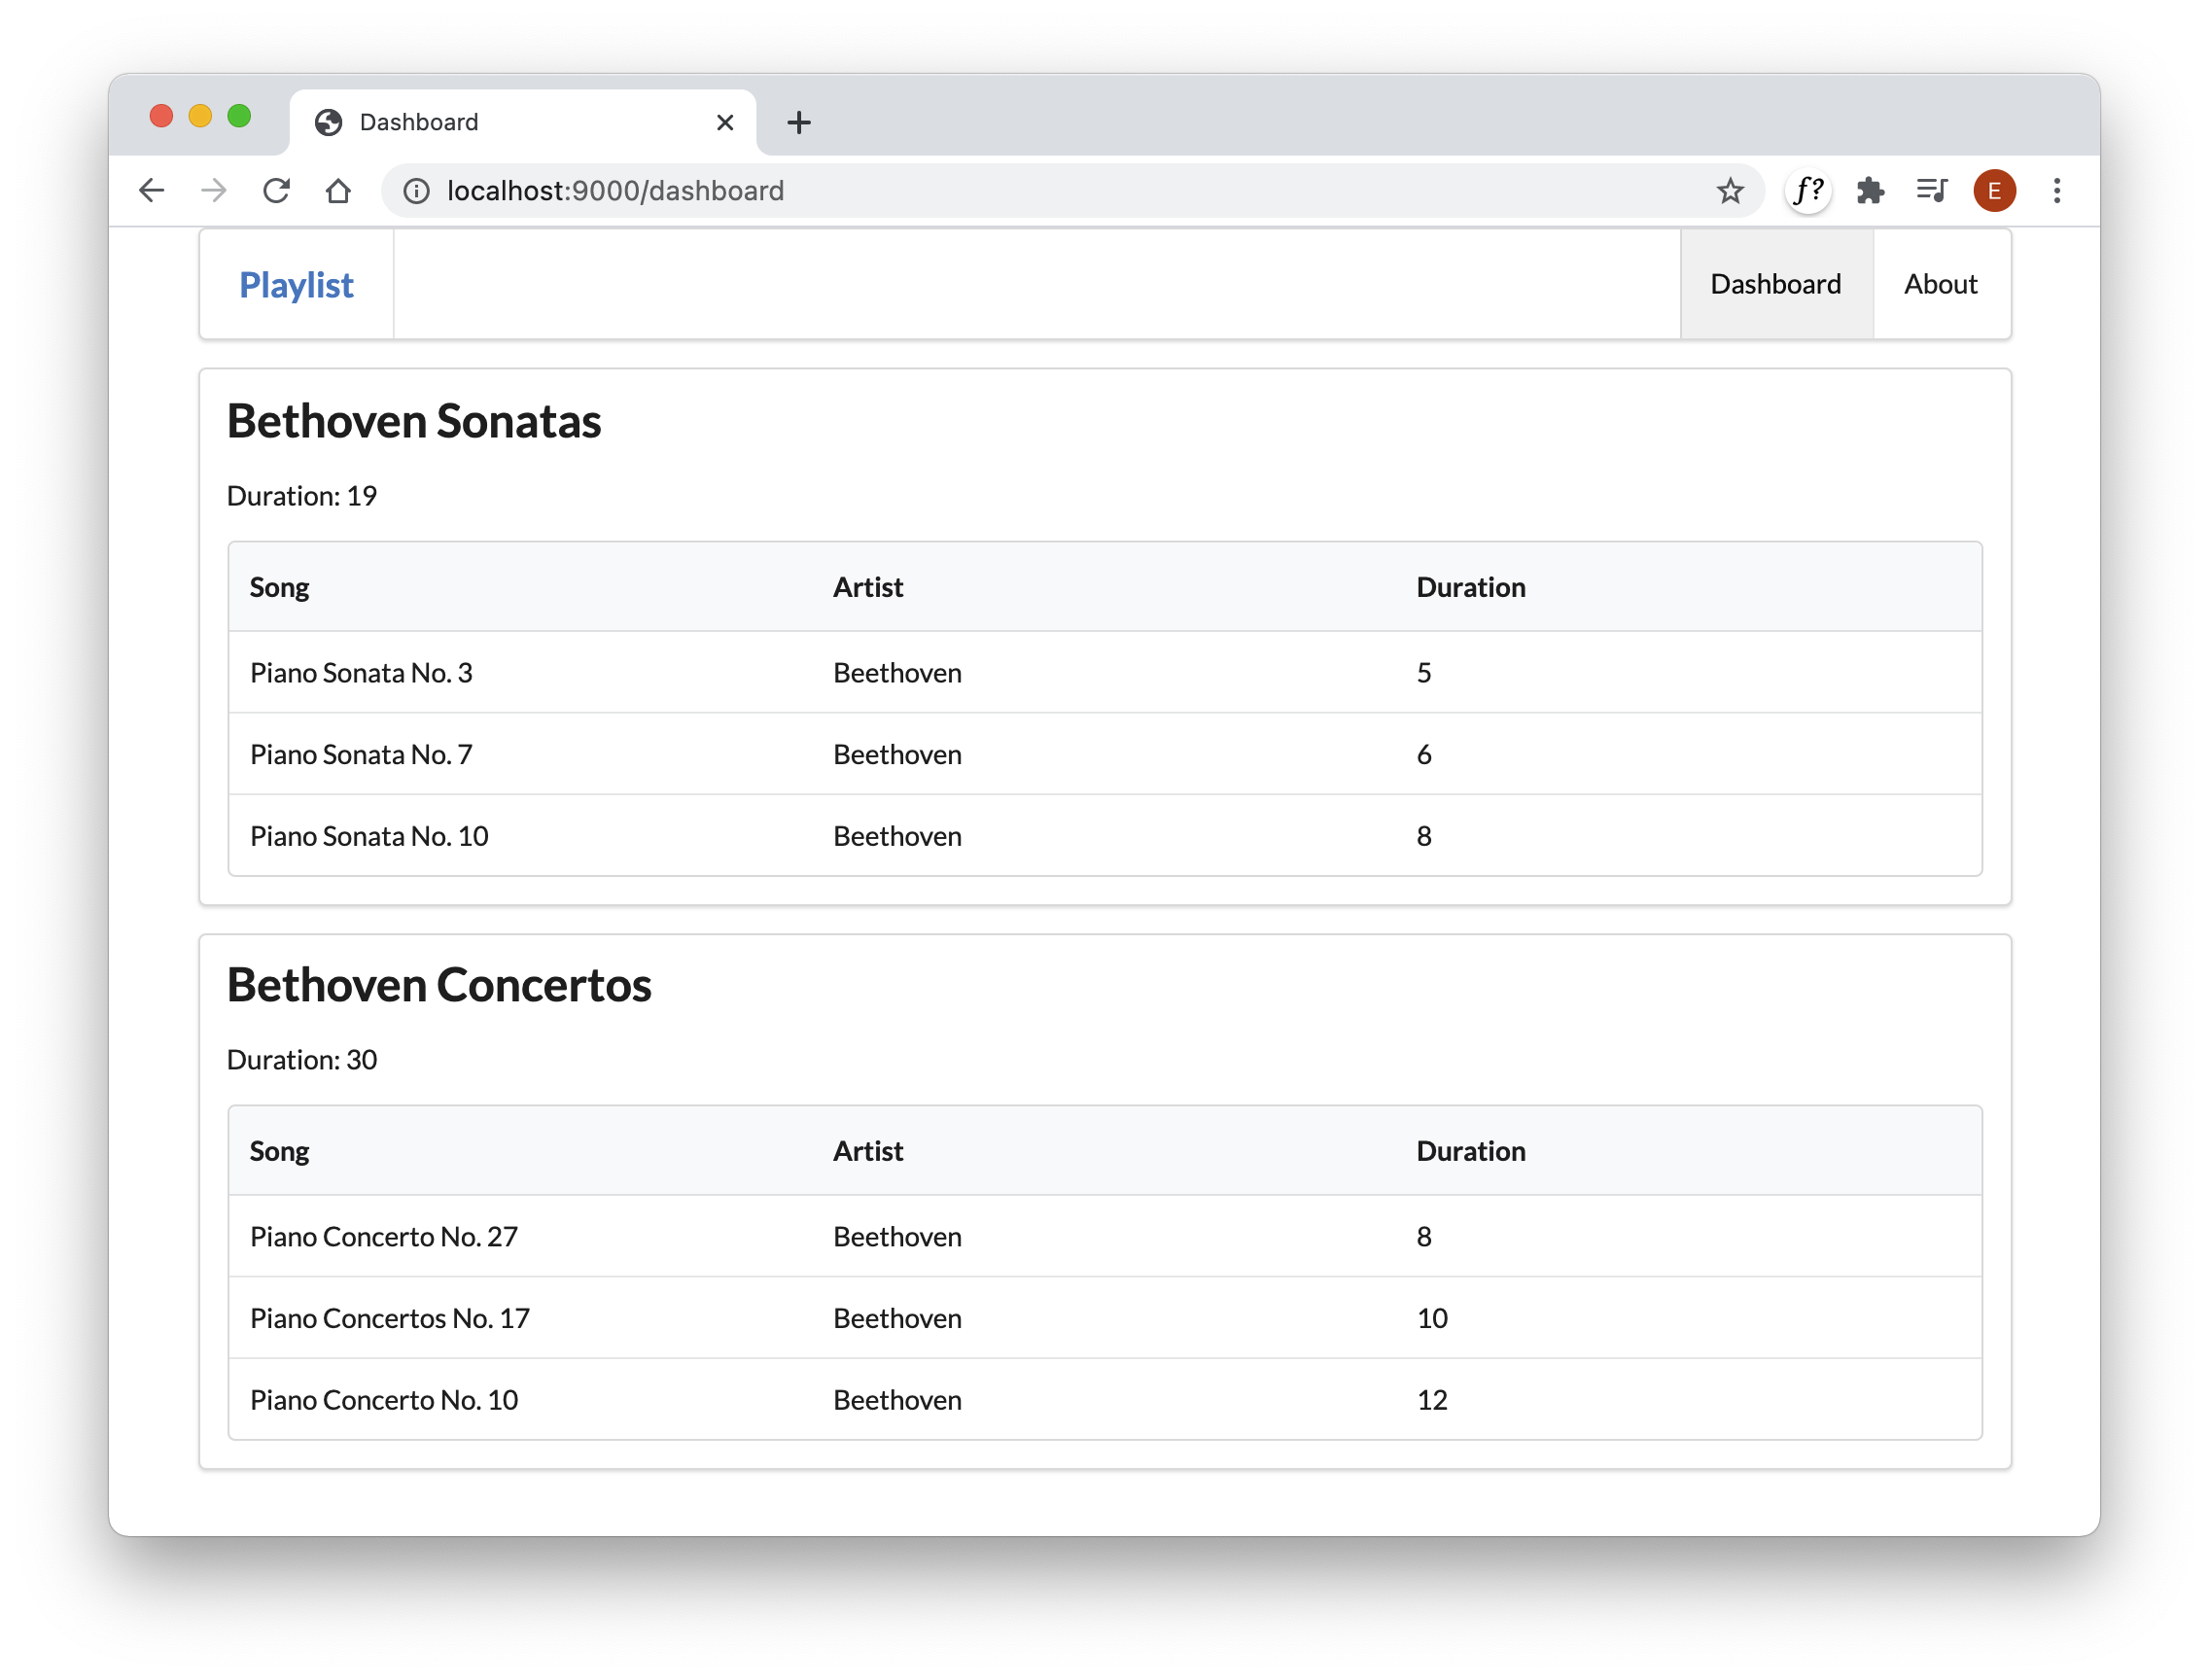 Dashboard
localhost:9000/dashboard
f?
E
Playlist
Dashboard About
Bethoven Sonatas
Duration: 19
Song Artist Duration
Piano Sonata No. 3 Beethoven 5
Piano Sonata No. 7 Beethoven 6
Piano Sonata No. 10 Beethoven 8
Bethoven Concertos
Duration: 30
Song Artist Duration
Piano Concerto No. 27 Beethoven 8
Piano Concertos No. 17 Beethoven 10
Piano Concerto No. 10 Beethoven 12